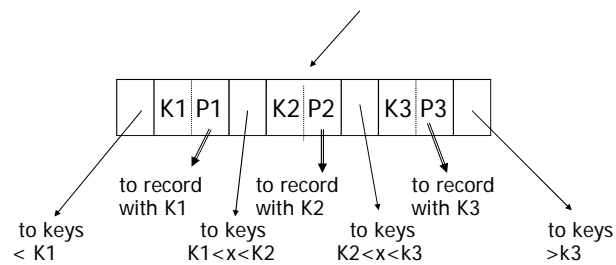 K1 P1 K2 P2 K3 P3
to record
with K1
to record
with K2
to record
with K3
to keys
< K1
to keys
K1<x<K2
to keys
K2<x<k3
to keys
>k3